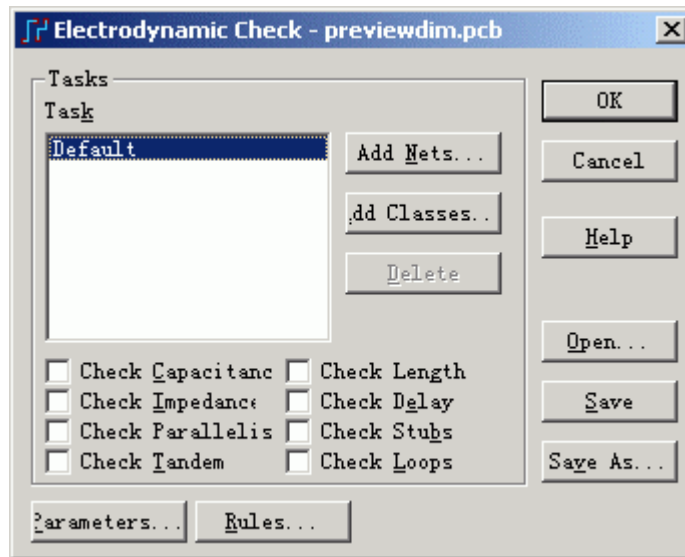 Electrodynamic Check - previewdim.pcb
Tasks
Task
Default
Add Nets...
dd Classes..
Delete
OK
Cancel
Help
Open...
Save
Save As...
Check Capacitanc
Check Length
Check Impedance
Check Delay
Check Parallelis
Check Stubs
Check Tandem
Check Loops
Parameters...
Rules...